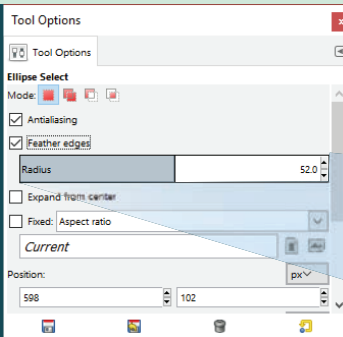 Tool Options
Tool Options
Ellipse Select
Mode:
Antialiasing
Feather edges
Radius 52.0
Expand from center
Fixed: Aspect ratio
Current
Position: px
598 102